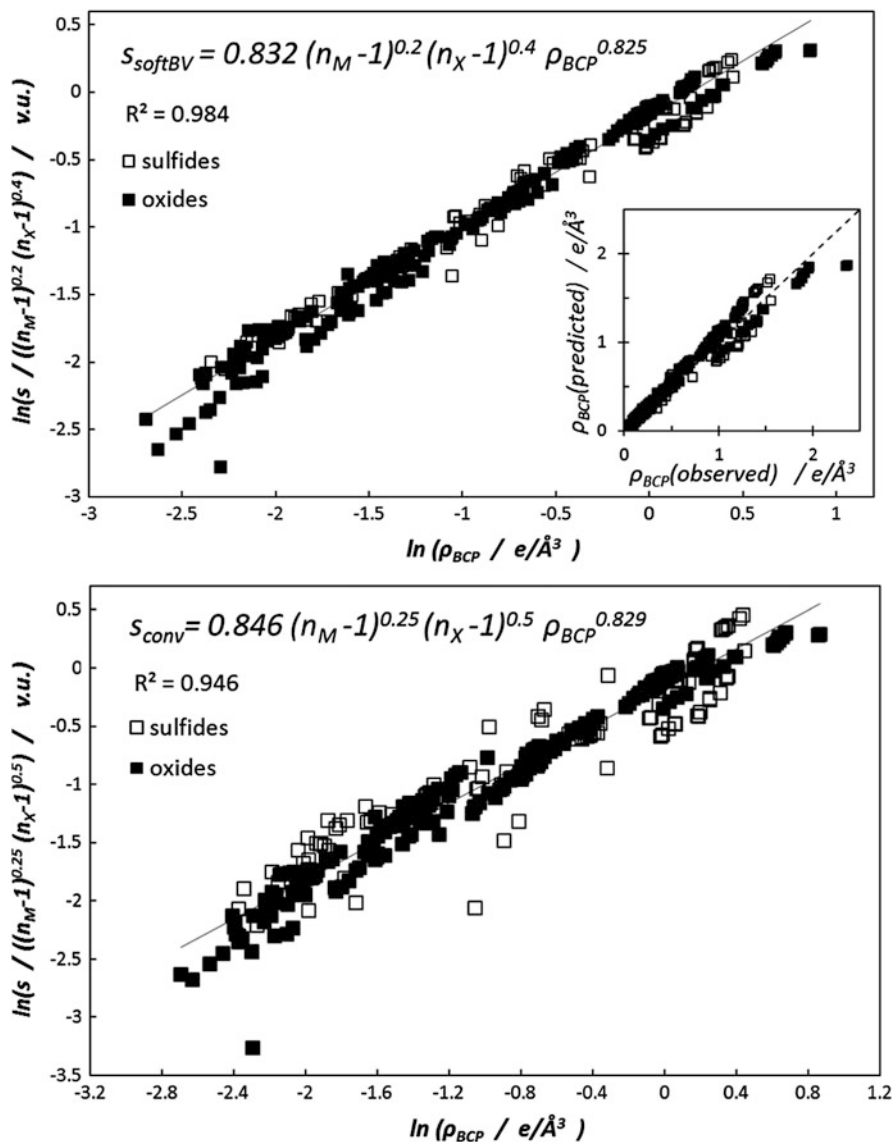 0.5
s_softBV = 0.832 (n_M -1)^0.2 (n_X -1)^0.4 ρ_BCP^0.825
0
R² = 0.984
-0.5
□ sulfides
■ oxides
-1
-1.5
-2
-2.5
-3
ln(s / ((n_M-1)^0.2 (n_X-1)^0.4) / v.u.)
2
1
0
ρ_BCP(predicted) / e/Å³
0 1 2
ρ_BCP(observed) / e/Å³
-3 -2.5 -2 -1.5 -1 -0.5 0 0.5 1
ln (ρ_BCP / e/Å³ )
0.5
s_conv = 0.846 (n_M -1)^0.25 (n_X -1)^0.5 ρ_BCP^0.829
0
R² = 0.946
-0.5
□ sulfides
■ oxides
-1
-1.5
-2
-2.5
-3
-3.5
ln(s / ((n_M-1)^0.25 (n_X-1)^0.5) / v.u.)
-3.2 -2.8 -2.4 -2 -1.6 -1.2 -0.8 -0.4 0 0.4 0.8 1.2
ln (ρ_BCP / e/Å³ )